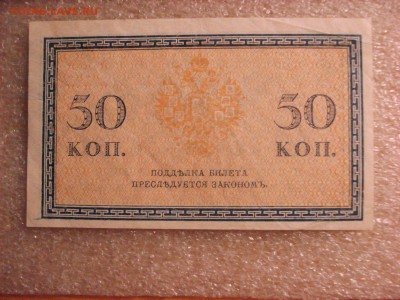 50 50
КОП. КОП.
ПОДДѢЛКА БИЛЕТА
ПРЕСЛѢДУЕТСЯ ЗАКОНОМЪ.